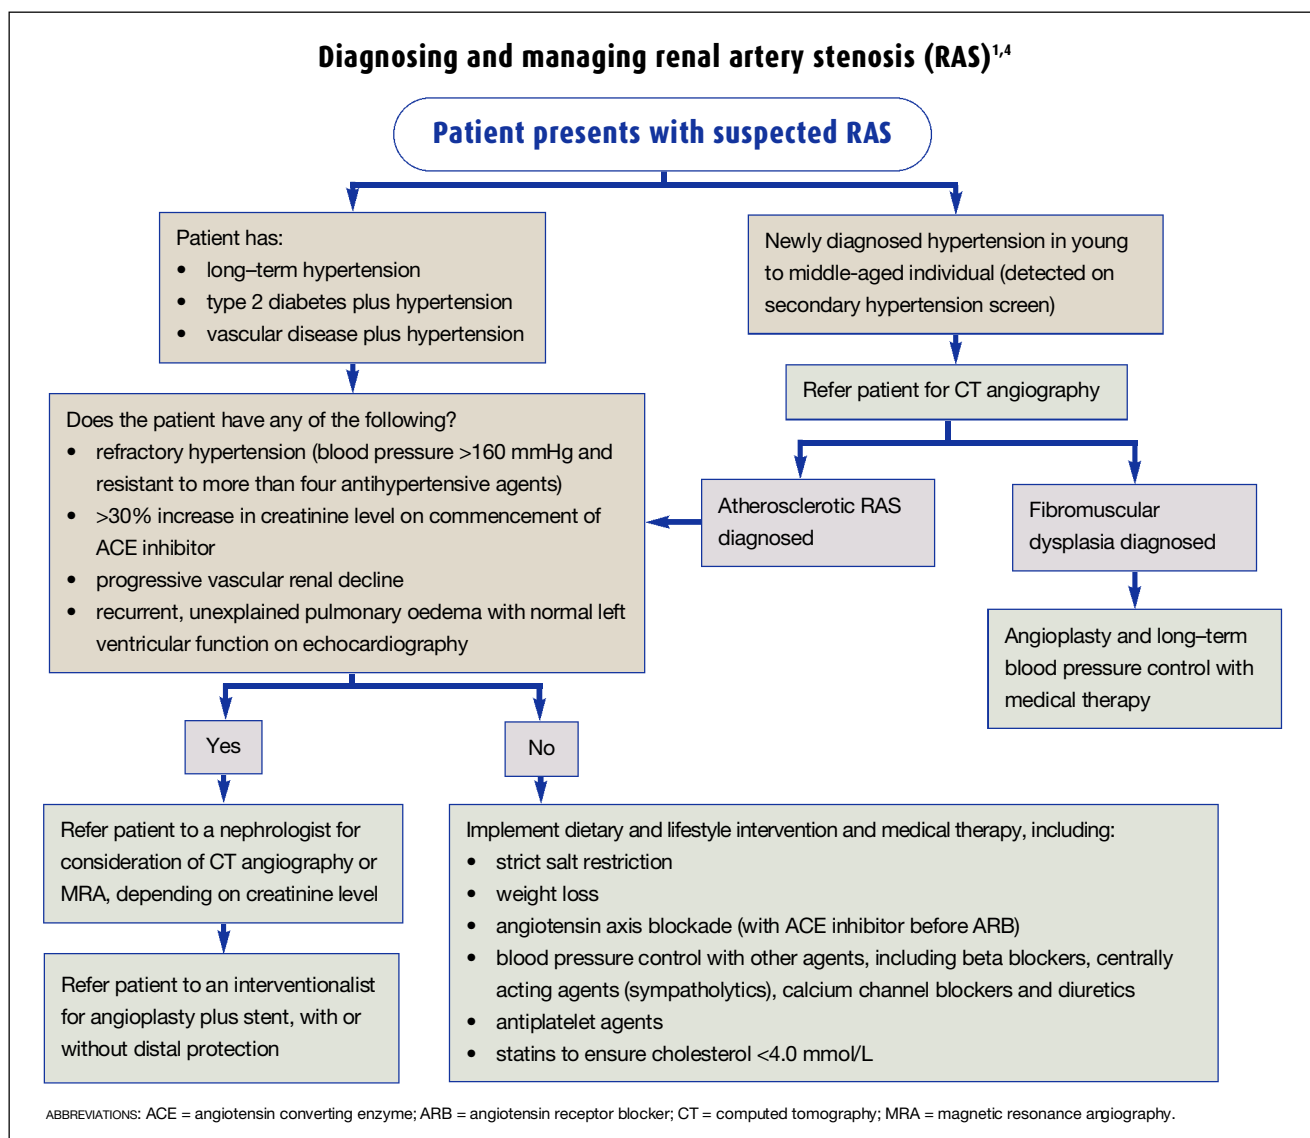 Diagnosing and managing renal artery stenosis (RAS)1,4
Patient presents with suspected RAS
Patient has:
• long–term hypertension
• type 2 diabetes plus hypertension
• vascular disease plus hypertension
Newly diagnosed hypertension in young
to middle-aged individual (detected on
secondary hypertension screen)
Refer patient for CT angiography
Does the patient have any of the following?
• refractory hypertension (blood pressure >160 mmHg and
resistant to more than four antihypertensive agents)
• >30% increase in creatinine level on commencement of
ACE inhibitor
• progressive vascular renal decline
• recurrent, unexplained pulmonary oedema with normal left
ventricular function on echocardiography
Atherosclerotic RAS
diagnosed
Fibromuscular
dysplasia diagnosed
Angioplasty and long–term
blood pressure control with
medical therapy
Yes
No
Refer patient to a nephrologist for
consideration of CT angiography or
MRA, depending on creatinine level
Refer patient to an interventionalist
for angioplasty plus stent, with or
without distal protection
Implement dietary and lifestyle intervention and medical therapy, including:
• strict salt restriction
• weight loss
• angiotensin axis blockade (with ACE inhibitor before ARB)
• blood pressure control with other agents, including beta blockers, centrally
acting agents (sympatholytics), calcium channel blockers and diuretics
• antiplatelet agents
• statins to ensure cholesterol <4.0 mmol/L
ABBREVIATIONS: ACE = angiotensin converting enzyme; ARB = angiotensin receptor blocker; CT = computed tomography; MRA = magnetic resonance angiography.